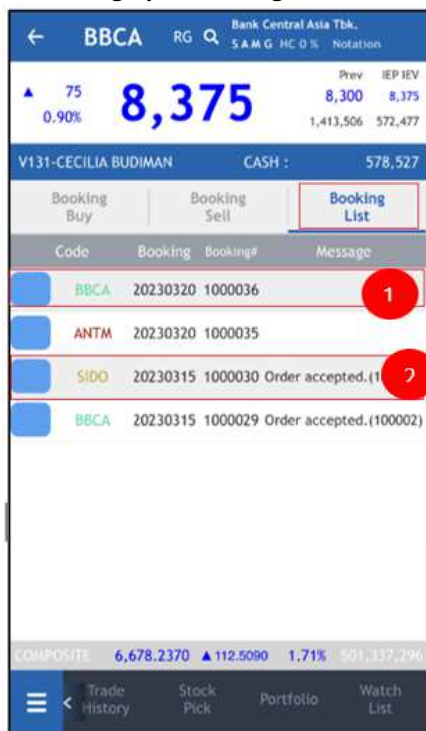 ← BBCA RG Bank Central Asia Tbk.
S A M G HC 0 % Notation
Prev IEP IEV
▲ 75 8,375 8,300 8,375
0.90% 1,413,506 572,477
V131-CECILIA BUDIMAN CASH : 578,527
Booking Buy Booking Sell Booking List
Code Booking Booking# Message
BBCA 20230320 1000036 1
ANTM 20230320 1000035
SIDO 20230315 1000030 Order accepted.(1 2
BBCA 20230315 1000029 Order accepted.(100002)
COMPOSITE 6,678.2370 ▲ 112.5090 1.71% 501,337,296
☰ < Trade History Stock Pick Portfolio Watch List